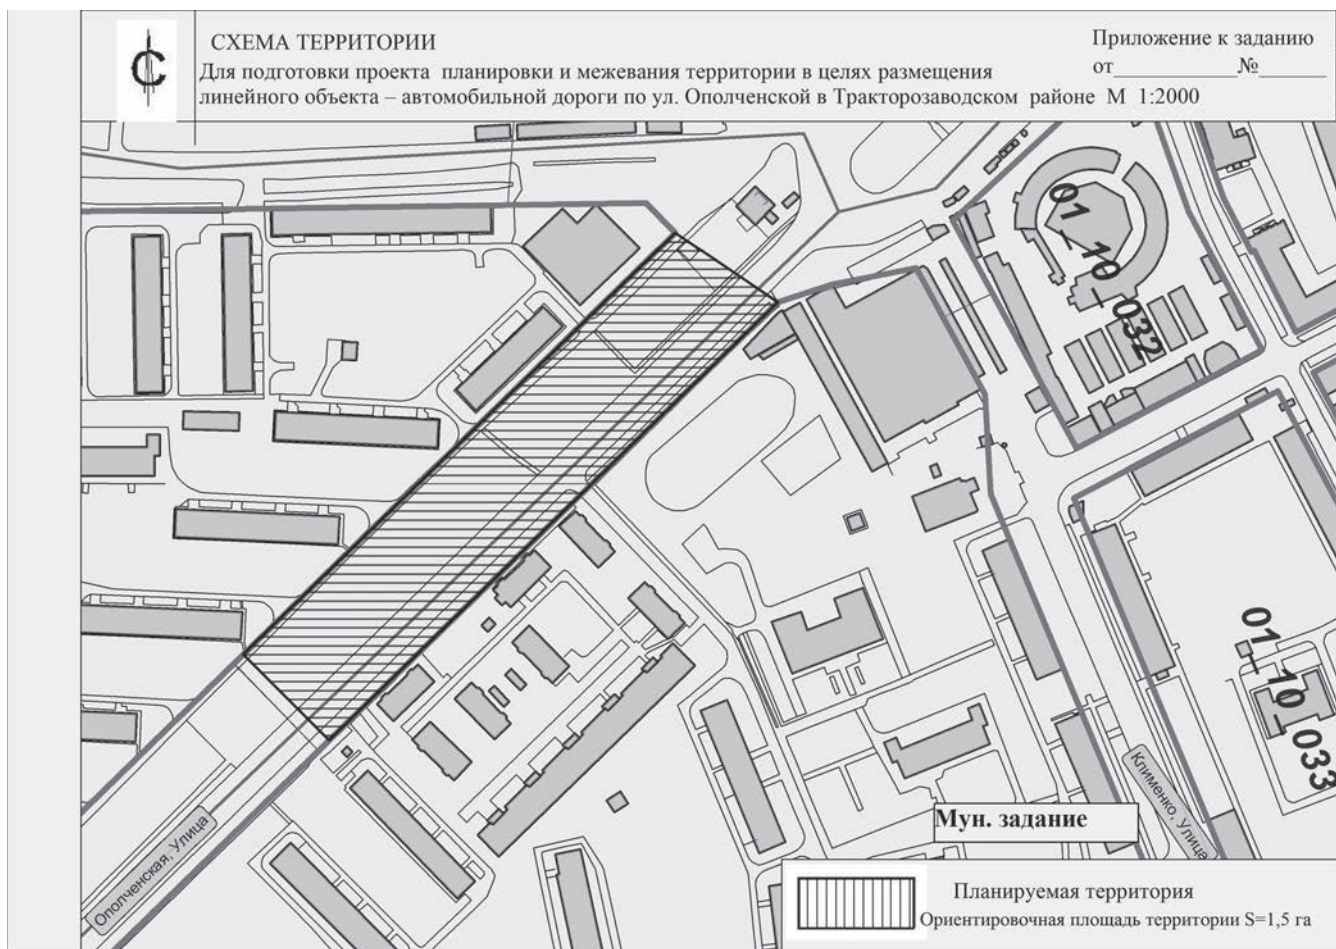 С
СХЕМА ТЕРРИТОРИИ
Для подготовки проекта планировки и межевания территории в целях размещения
линейного объекта – автомобильной дороги по ул. Ополченской в Тракторозаводском районе М 1:2000
Приложение к заданию
от____________№_______
01_10_032
01_10_033
Клименко, Улица
Ополченская, Улица
Мун. задание
Планируемая территория
Ориентировочная площадь территории S=1,5 га